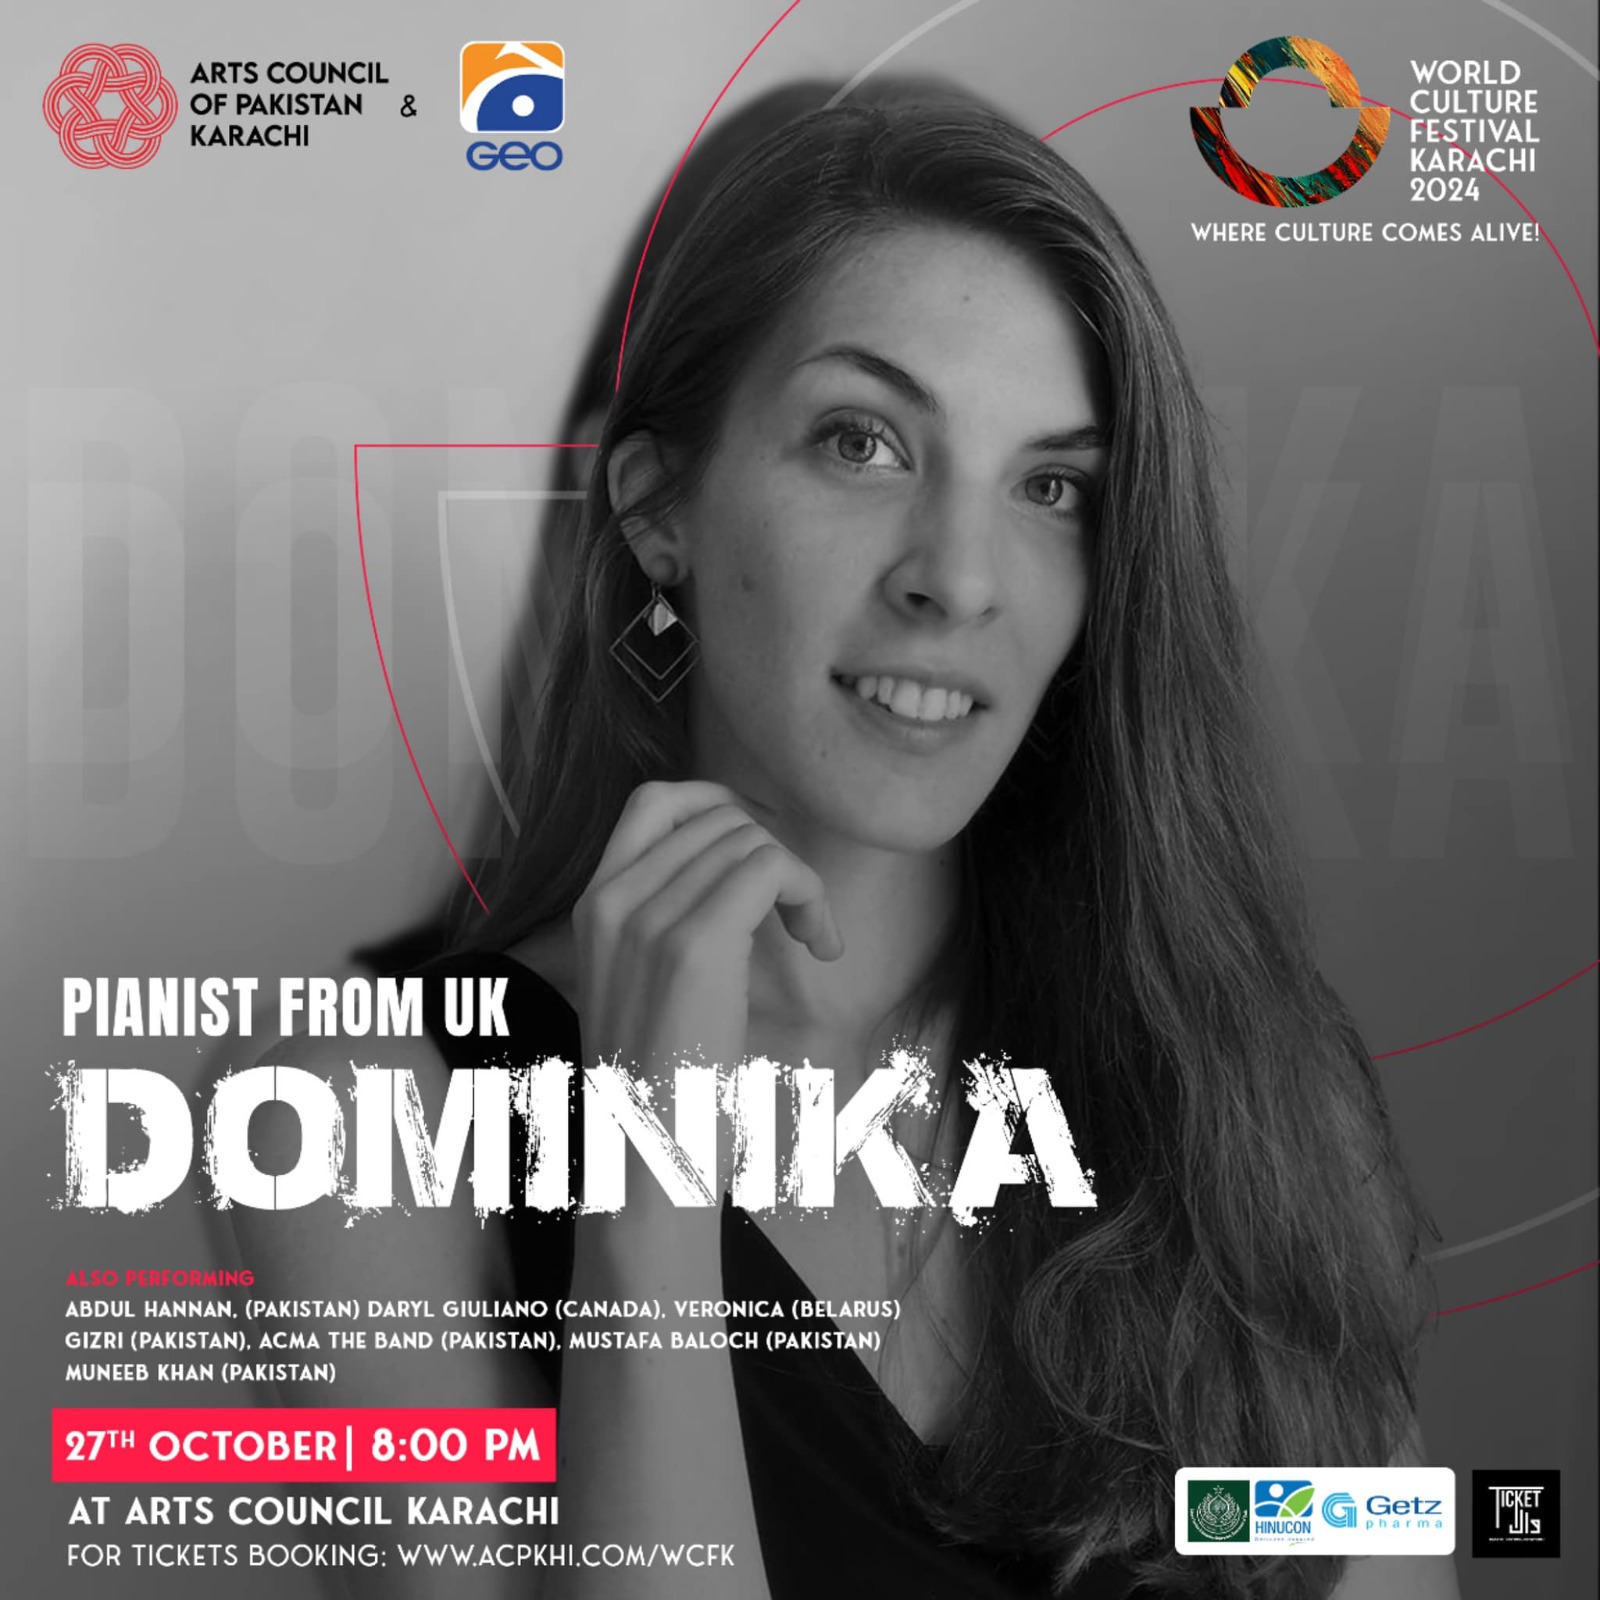 ARTS COUNCIL
OF PAKISTAN
KARACHI
&
GEO
WORLD
CULTURE
FESTIVAL
KARACHI
2024
WHERE CULTURE COMES ALIVE!
DOMINIKA
PIANIST FROM UK
DOMINIKA
ALSO PERFORMING
ABDUL HANNAN, (PAKISTAN) DARYL GIULIANO (CANADA), VERONICA (BELARUS)
GIZRI (PAKISTAN), ACMA THE BAND (PAKISTAN), MUSTAFA BALOCH (PAKISTAN)
MUNEEB KHAN (PAKISTAN)
27TH OCTOBER| 8:00 PM
AT ARTS COUNCIL KARACHI
FOR TICKETS BOOKING: WWW.ACPKHI.COM/WCFK
HINUCON
Getz
pharma
TICKET
والا